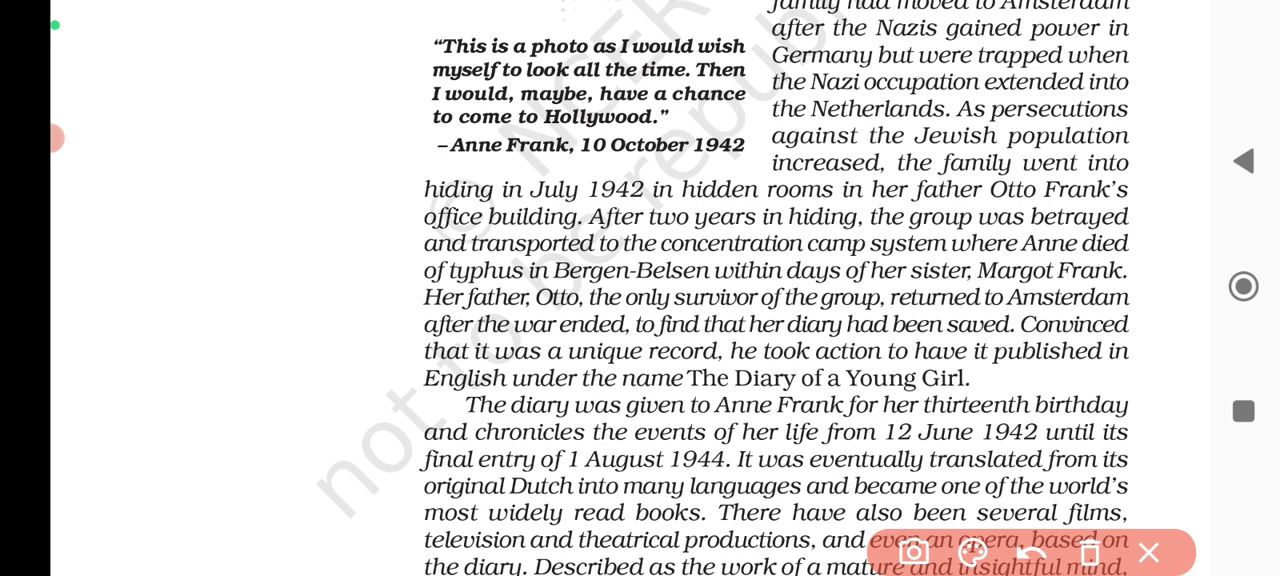 family had moved to Amsterdam
after the Nazis gained power in
Germany but were trapped when
the Nazi occupation extended into
the Netherlands. As persecutions
against the Jewish population
increased, the family went into
“This is a photo as I would wish
myself to look all the time. Then
I would, maybe, have a chance
to come to Hollywood.”
–Anne Frank, 10 October 1942
hiding in July 1942 in hidden rooms in her father Otto Frank’s
office building. After two years in hiding, the group was betrayed
and transported to the concentration camp system where Anne died
of typhus in Bergen-Belsen within days of her sister, Margot Frank.
Her father, Otto, the only survivor of the group, returned to Amsterdam
after the war ended, to find that her diary had been saved. Convinced
that it was a unique record, he took action to have it published in
English under the name The Diary of a Young Girl.
The diary was given to Anne Frank for her thirteenth birthday
and chronicles the events of her life from 12 June 1942 until its
final entry of 1 August 1944. It was eventually translated from its
original Dutch into many languages and became one of the world’s
most widely read books. There have also been several films,
television and theatrical productions, and even an opera, based on
the diary. Described as the work of a mature and insightful mind,
© NCER
not to be republ